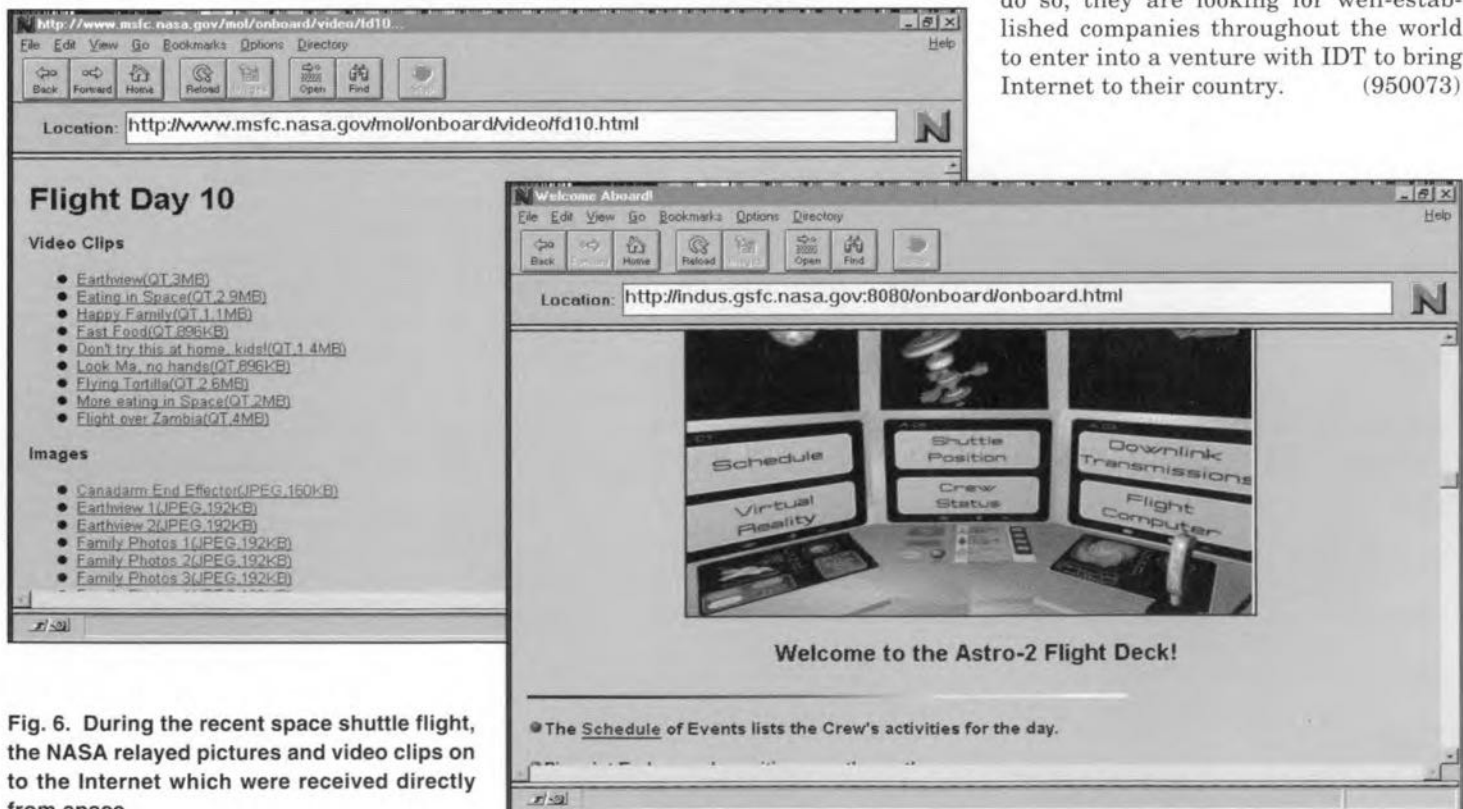 do so, they are looking for well-estab-
lished companies throughout the world
to enter into a venture with IDT to bring
Internet to their country. (950073)
http://www.msfc.nasa.gov/mol/onboard/video/fd10...
File Edit View Go Bookmarks Options Directory Help
Back Forward Home Reload Images Open Find
Location: http://www.msfc.nasa.gov/mol/onboard/video/fd10.html
N
Flight Day 10
Video Clips
Earthview(QT,3MB)
Eating in Space(QT,2.9MB)
Happy Family(QT,1.1MB)
Fast Food(QT,896KB)
Don't try this at home, kids!(QT,1.4MB)
Look Ma, no hands(QT,896KB)
Flying Tortilla(QT,2.6MB)
More eating in Space(QT,2MB)
Flight over Zambia(QT,4MB)
Images
Canadarm End Effector(JPEG,160KB)
Earthview 1(JPEG,192KB)
Earthview 2(JPEG,192KB)
Family Photos 1(JPEG,192KB)
Family Photos 2(JPEG,192KB)
Family Photos 3(JPEG,192KB)
Welcome Aboard!
File Edit View Go Bookmarks Options Directory Help
Back Forward Home Reload Images Open Find
Location: http://indus.gsfc.nasa.gov:8080/onboard/onboard.html
N
Schedule
Shuttle
Position
Downlink
Transmissions
Virtual
Reality
Crew
Status
Flight
Computer
Welcome to the Astro-2 Flight Deck!
The Schedule of Events lists the Crew's activities for the day.
Fig. 6. During the recent space shuttle flight,
the NASA relayed pictures and video clips on
to the Internet which were received directly
from space.